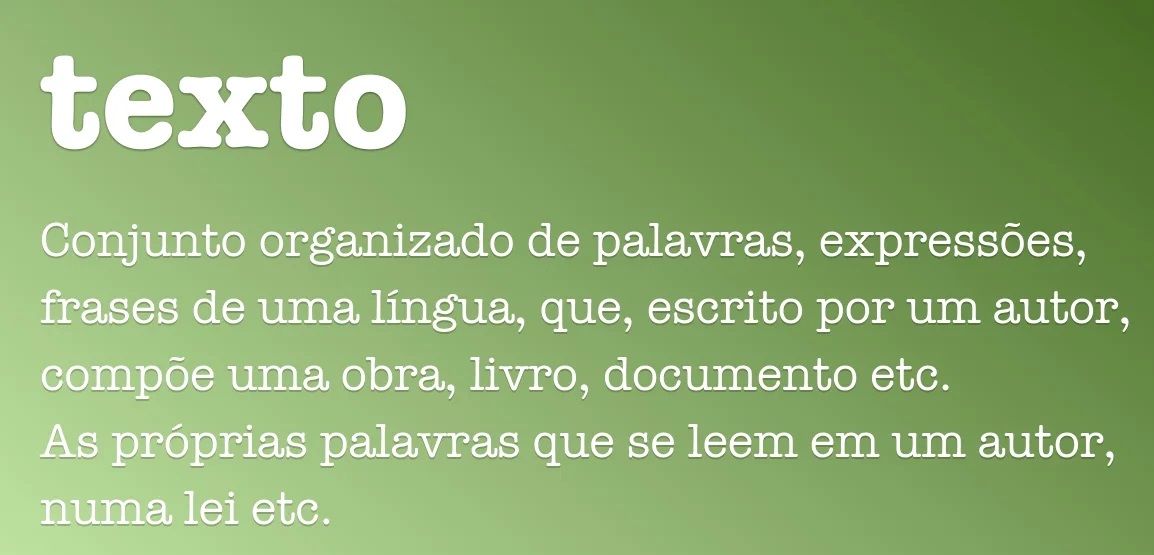 texto
Conjunto organizado de palavras, expressões,
frases de uma língua, que, escrito por um autor,
compõe uma obra, livro, documento etc.
As próprias palavras que se leem em um autor,
numa lei etc.